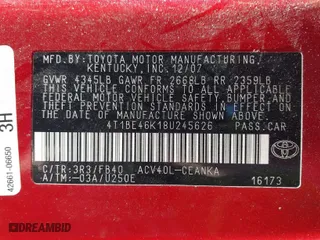 MFD.BY:TOYOTA MOTOR MANUFACTURING,
KENTUCKY, INC. 12/07
GVWR 4345LB GAWR FR 2668LB RR 2359LB
THIS VEHICLE CONFORMS TO ALL APPLICABLE
FEDERAL MOTOR VEHICLE SAFETY, BUMPER,
AND THEFT PREVENTION STANDARDS IN
EFFECT ON THE DATE OF MANUFACTURE
SHOWN ABOVE.
4T1BE46K18U245626 PASS.CAR
C/TR:3R3/FB40 ACV40L-CEANKA
A/TM:-03A/U250E
16173
3H
42661-06650
BIDFAX